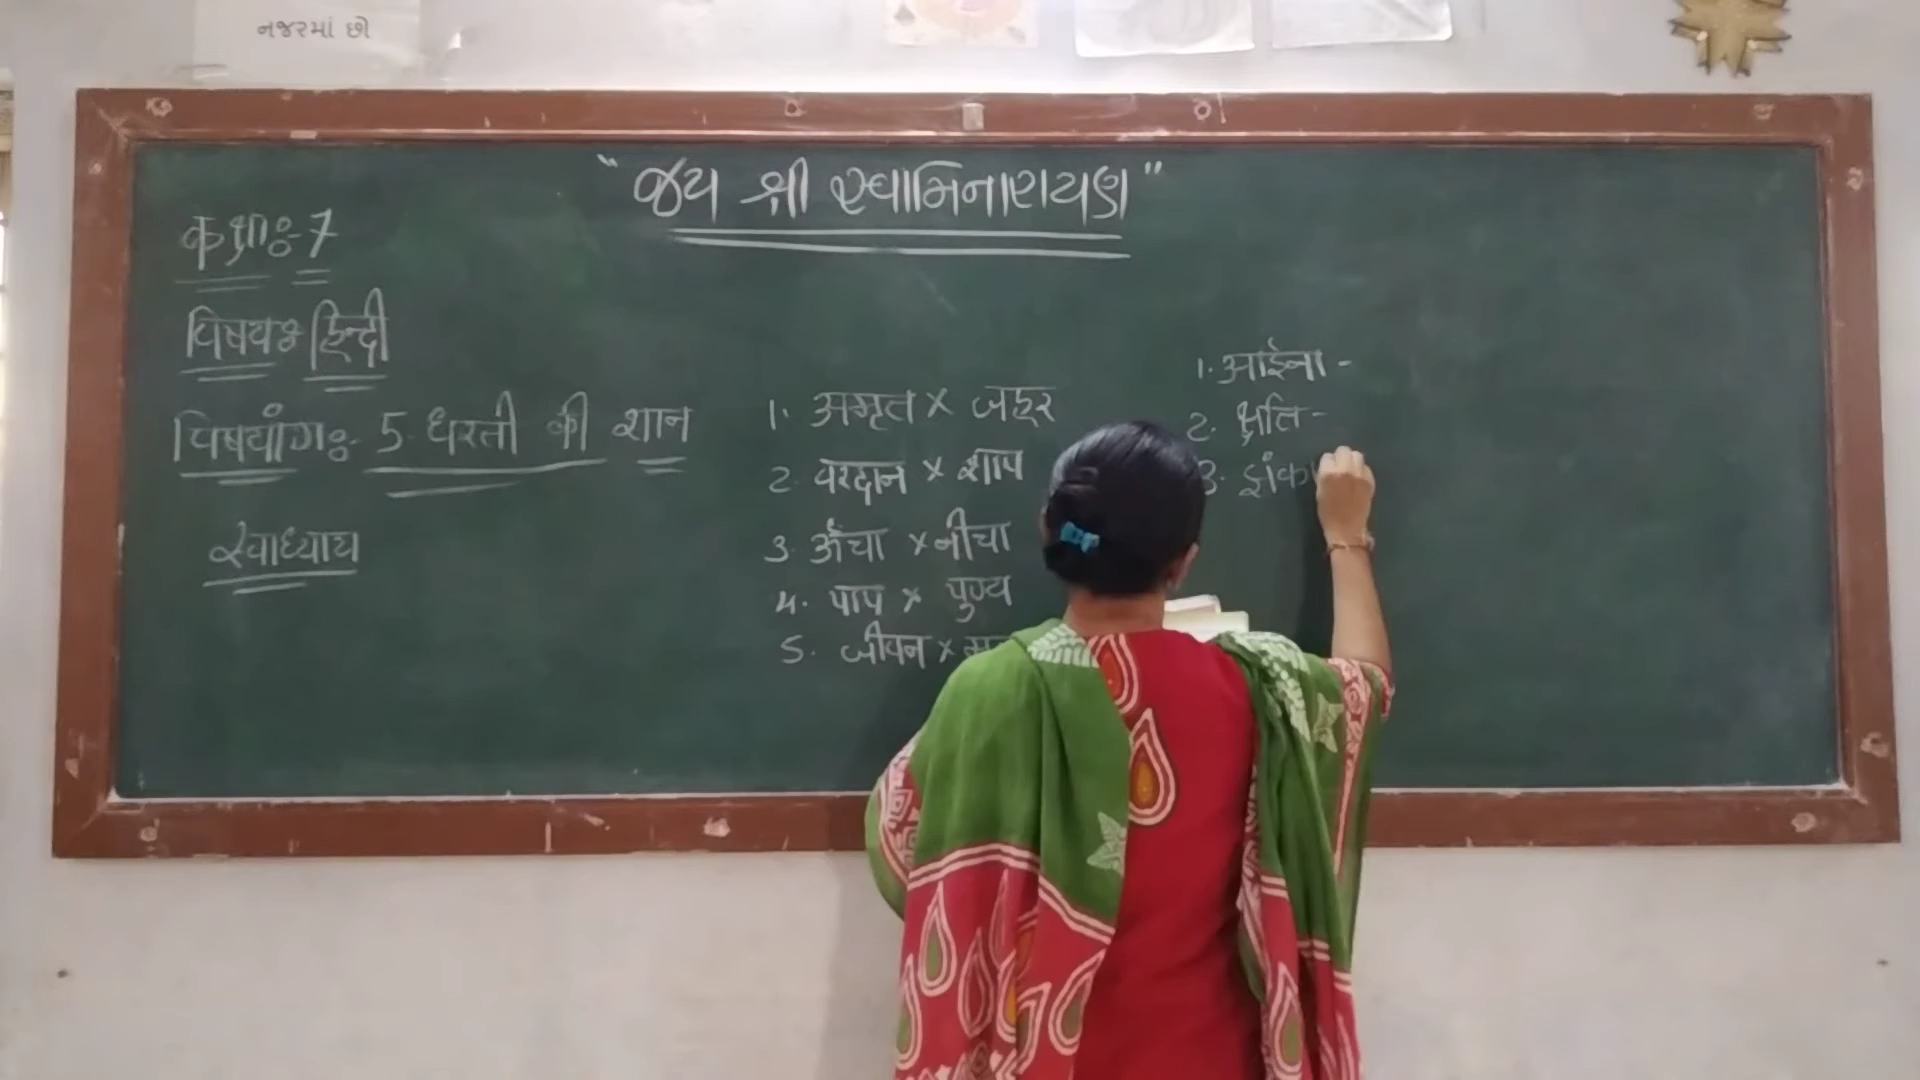 નજરમાં છો
"જય શ્રી સ્વામિનારાયણ"
कक्षाः- 7
विषयः हिन्दी
विषयांगः- 5. धरती की शान
स्वाध्याय
1. अमृत × जहर
2. वरदान × शाप
3. ऊँचा × नीचा
4. पाप × पुण्य
5. जीवन ×
1. आईना -
2. क्षति -
3. झंका